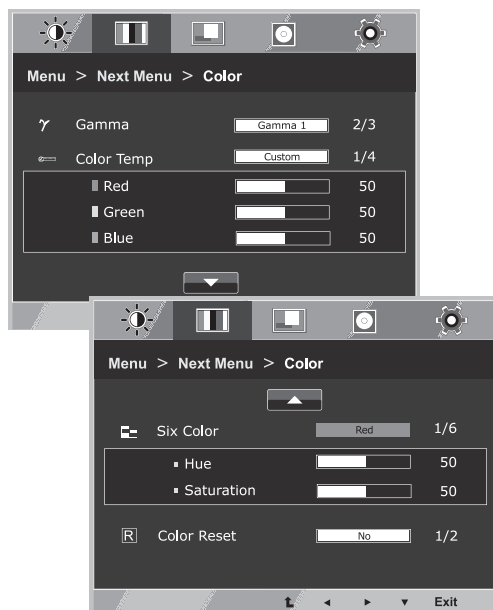 Menu > Next Menu > Color
γ Gamma Gamma 1 2/3
Color Temp Custom 1/4
Red 50
Green 50
Blue 50
Menu > Next Menu > Color
Six Color Red 1/6
Hue 50
Saturation 50
R Color Reset No 1/2
Exit